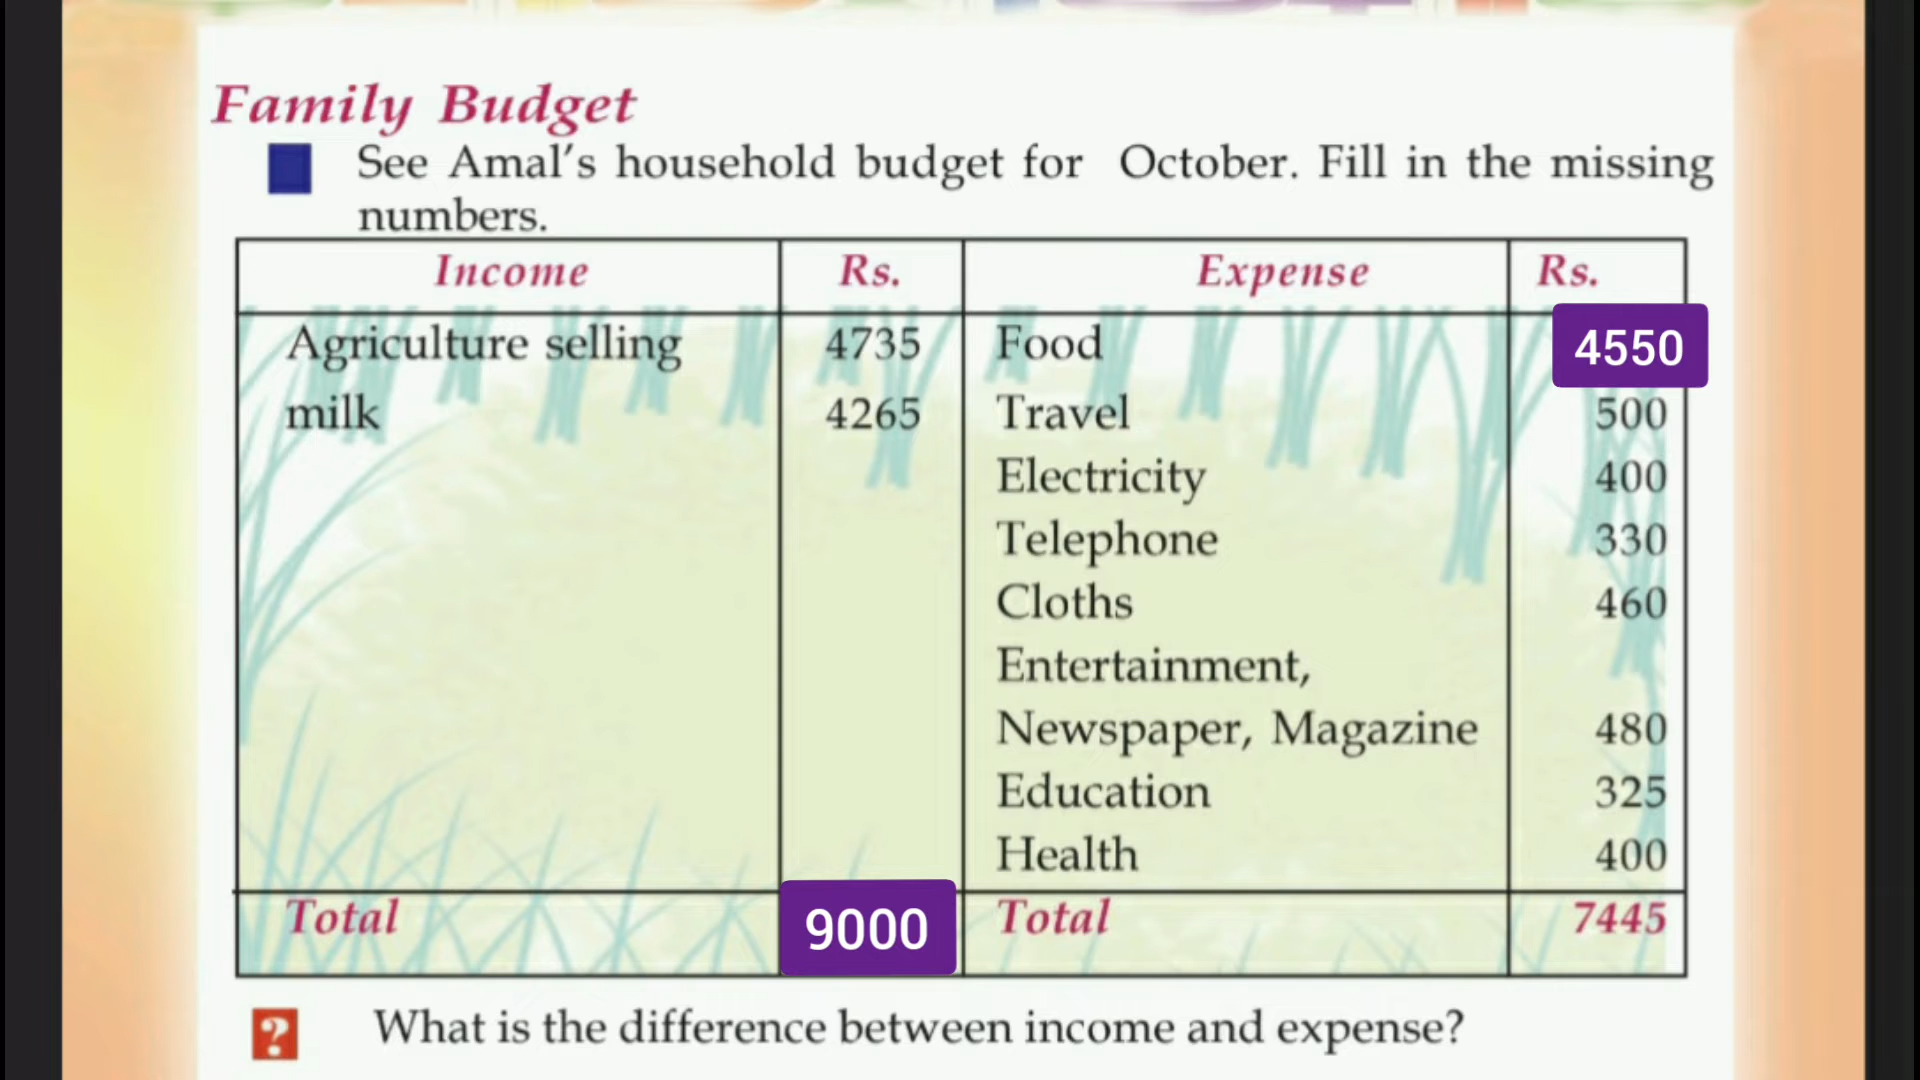 Family Budget
See Amal's household budget for October. Fill in the missing
numbers.
Income Rs. Expense Rs.
Agriculture selling 4735 Food 4550
milk 4265 Travel 500
Electricity 400
Telephone 330
Cloths 460
Entertainment,
Newspaper, Magazine 480
Education 325
Health 400
Total 9000 Total 7445
? What is the difference between income and expense?